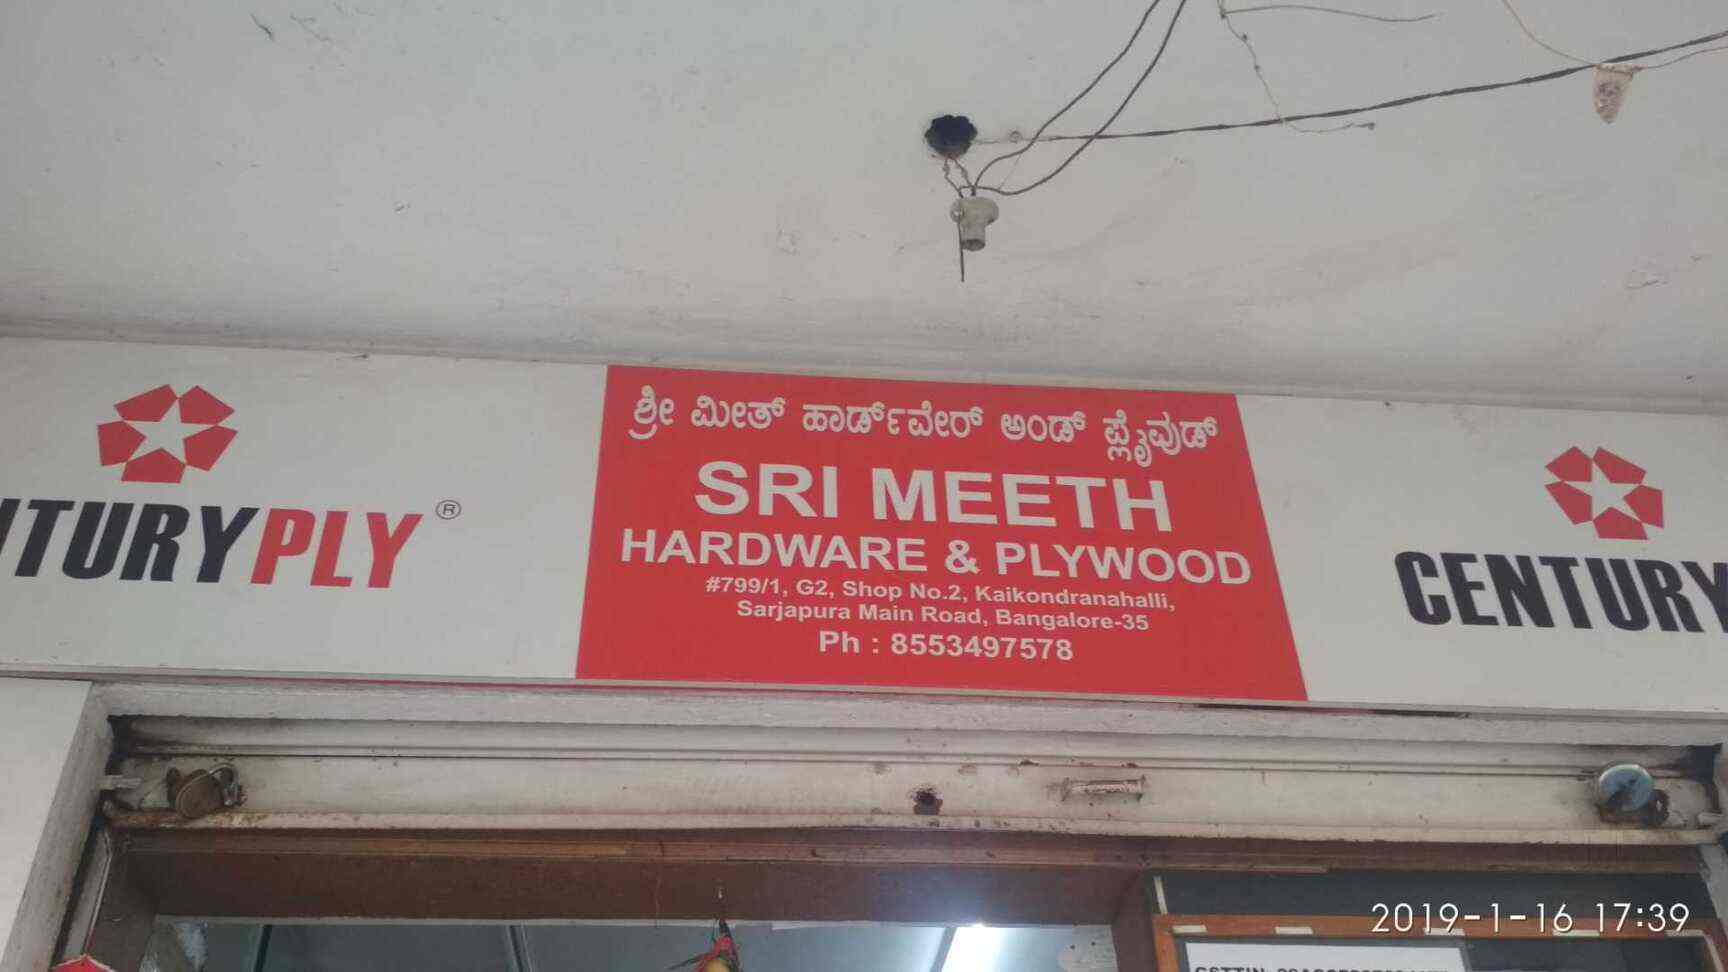 ಶ್ರೀ ಮೀತ್ ಹಾರ್ಡ್‌ವೇರ್ ಅಂಡ್ ಪ್ಲೈವುಡ್
SRI MEETH
HARDWARE & PLYWOOD
#799/1, G2, Shop No.2, Kaikondranahalli,
Sarjapura Main Road, Bangalore-35
Ph : 8553497578
NTURYPLY®
CENTURY
2019-1-16 17:39